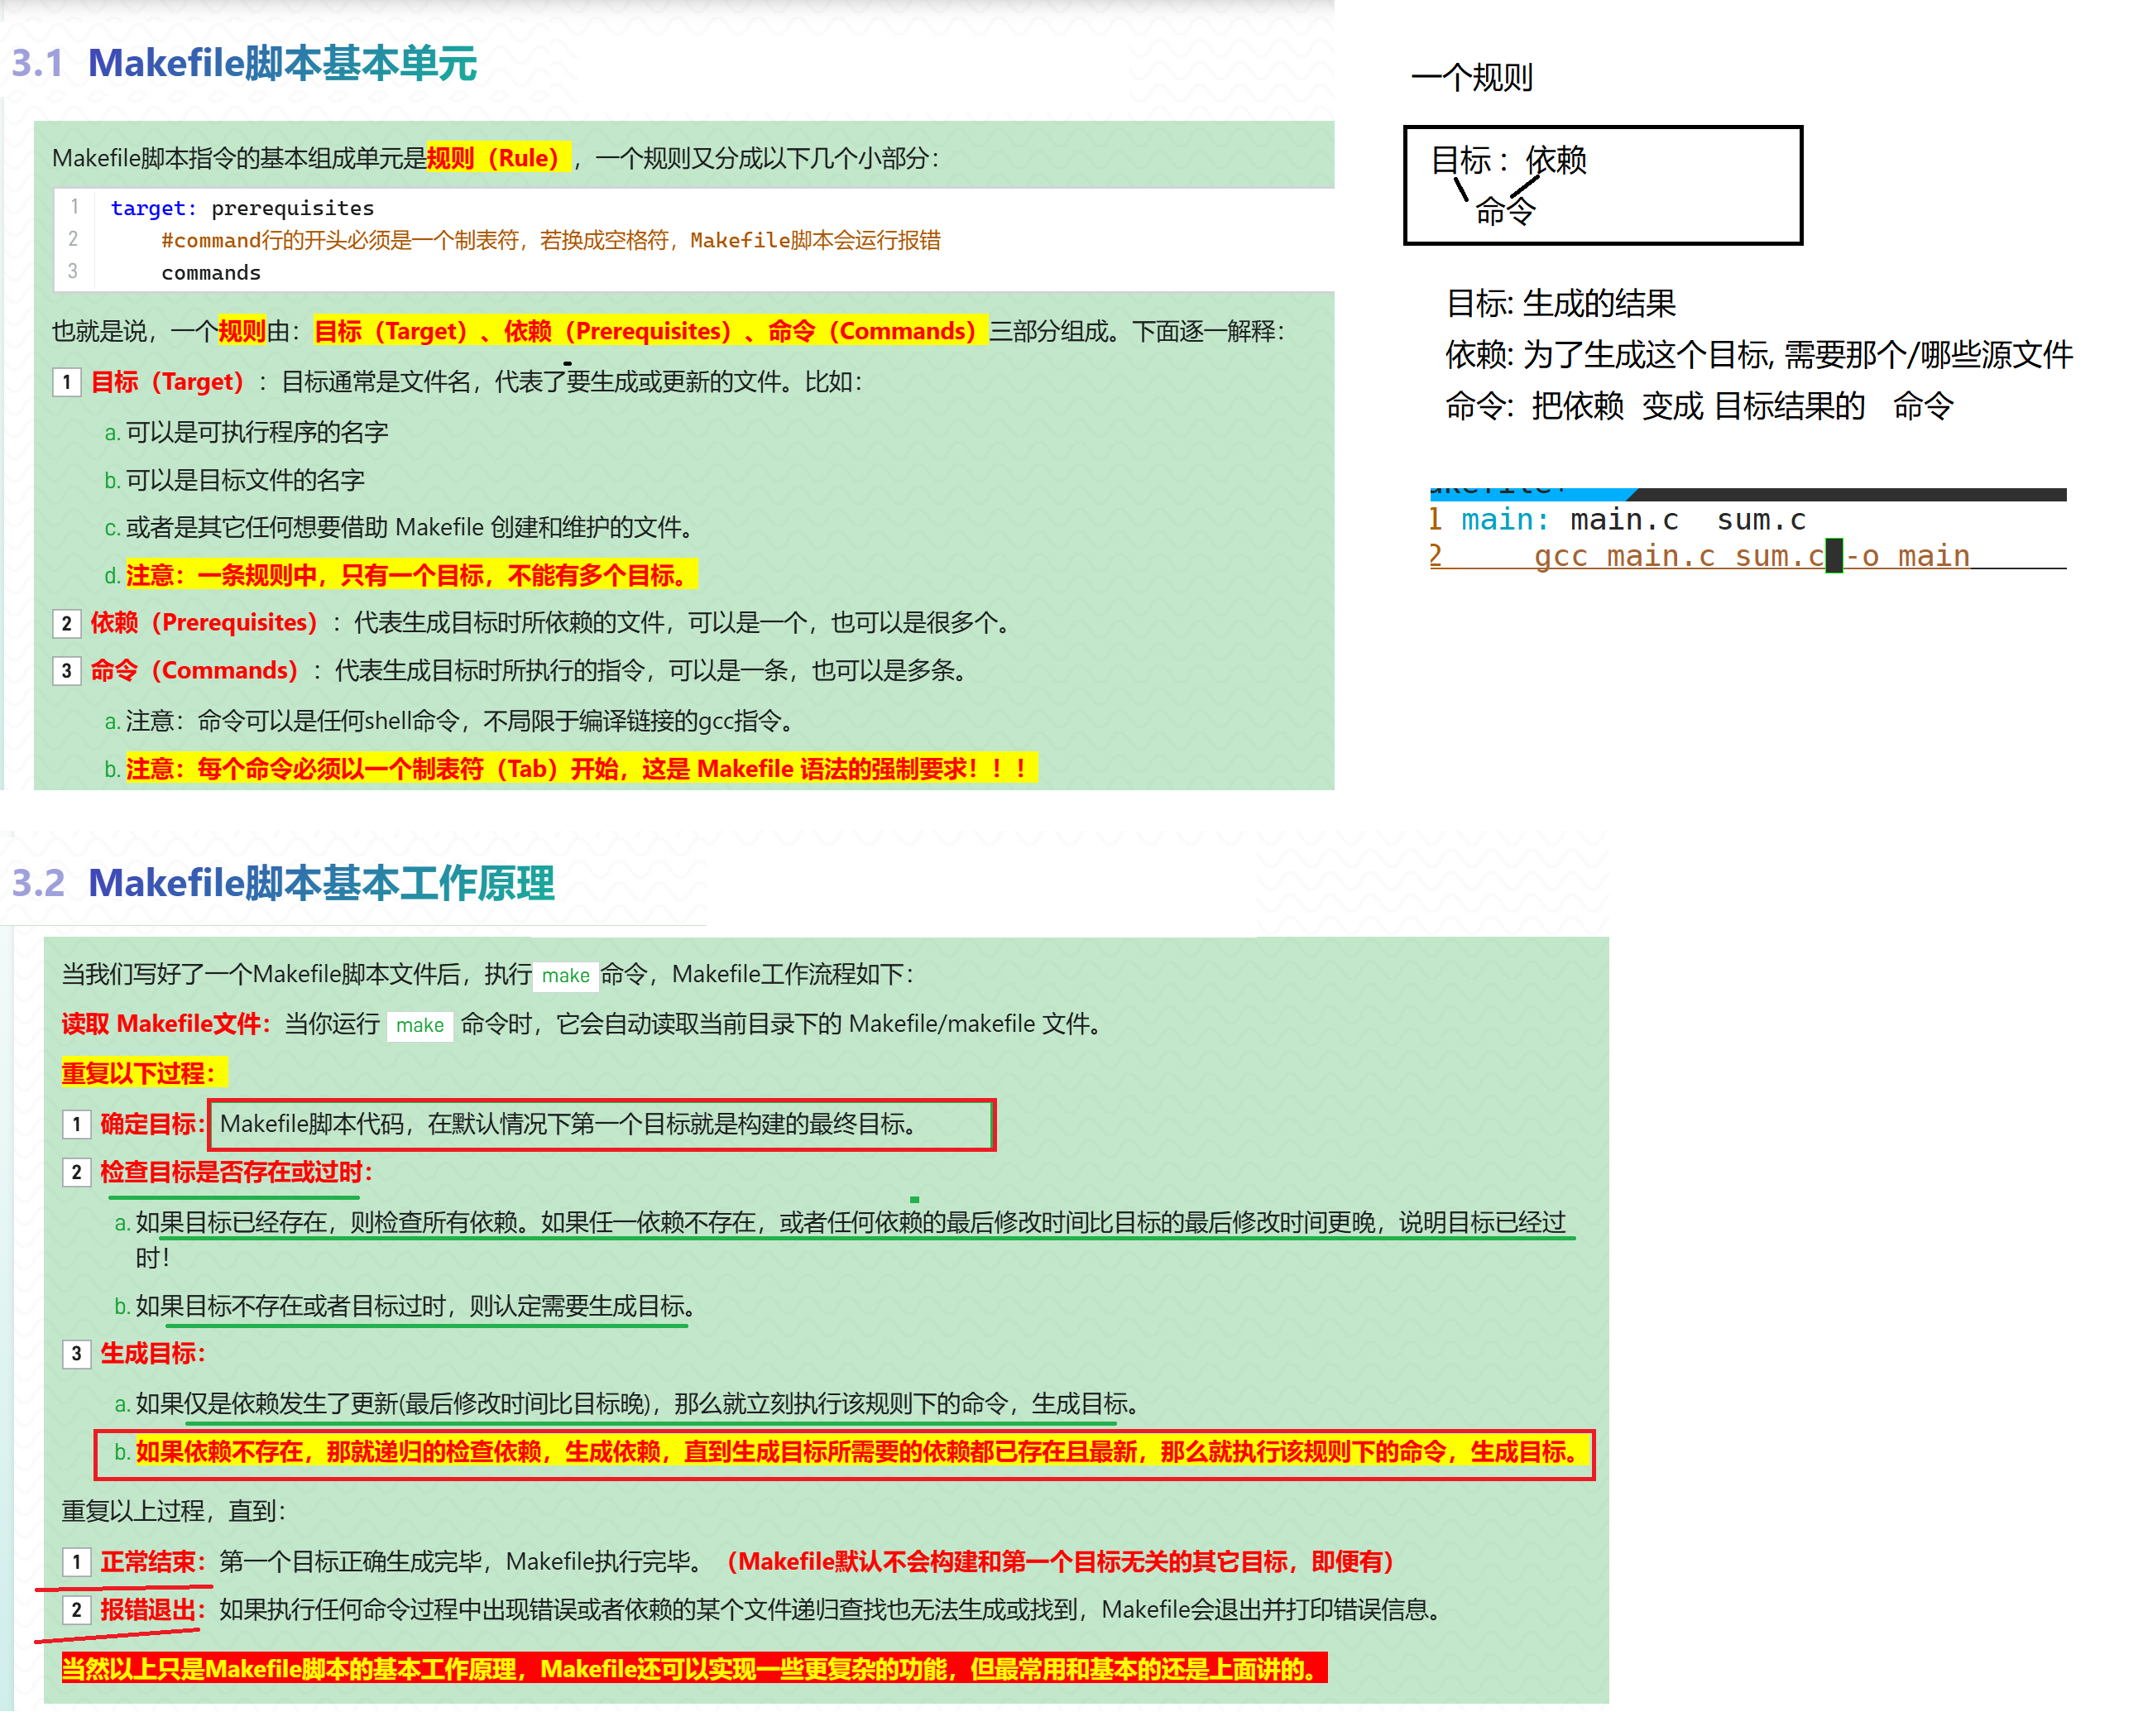 3.1 Makefile脚本基本单元
Makefile脚本指令的基本组成单元是规则（Rule），一个规则又分成以下几个小部分：
1 target: prerequisites
2 #command行的开头必须是一个制表符，若换成空格符，Makefile脚本会运行报错
3 commands
也就是说，一个规则由：目标（Target）、依赖（Prerequisites）、命令（Commands）三部分组成。下面逐一解释：
1 目标（Target）：目标通常是文件名，代表了要生成或更新的文件。比如：
a. 可以是可执行程序的名字
b. 可以是目标文件的名字
c. 或者是其它任何想要借助 Makefile 创建和维护的文件。
d. 注意：一条规则中，只有一个目标，不能有多个目标。
2 依赖（Prerequisites）：代表生成目标时所依赖的文件，可以是一个，也可以是很多个。
3 命令（Commands）：代表生成目标时所执行的指令，可以是一条，也可以是多条。
a. 注意：命令可以是任何shell命令，不局限于编译链接的gcc指令。
b. 注意：每个命令必须以一个制表符（Tab）开始，这是 Makefile 语法的强制要求！！！
一个规则
目标： 依赖
命令
目标: 生成的结果
依赖: 为了生成这个目标, 需要那个/哪些源文件
命令: 把依赖 变成 目标结果的 命令
1 main: main.c sum.c
2 gcc main.c sum.c -o main
3.2 Makefile脚本基本工作原理
当我们写好了一个Makefile脚本文件后，执行 make 命令，Makefile工作流程如下：
读取 Makefile文件：当你运行 make 命令时，它会自动读取当前目录下的 Makefile/makefile 文件。
重复以下过程：
1 确定目标：Makefile脚本代码，在默认情况下第一个目标就是构建的最终目标。
2 检查目标是否存在或过时：
a. 如果目标已经存在，则检查所有依赖。如果任一依赖不存在，或者任何依赖的最后修改时间比目标的最后修改时间更晚，说明目标已经过
时！
b. 如果目标不存在或者目标过时，则认定需要生成目标。
3 生成目标：
a. 如果仅是依赖发生了更新(最后修改时间比目标晚)，那么就立刻执行该规则下的命令，生成目标。
b. 如果依赖不存在，那就递归的检查依赖，生成依赖，直到生成目标所需要的依赖都已存在且最新，那么就执行该规则下的命令，生成目标。
重复以上过程，直到：
1 正常结束：第一个目标正确生成完毕，Makefile执行完毕。（Makefile默认不会构建和第一个目标无关的其它目标，即便有）
2 报错退出：如果执行任何命令过程中出现错误或者依赖的某个文件递归查找也无法生成或找到，Makefile会退出并打印错误信息。
当然以上只是Makefile脚本的基本工作原理，Makefile还可以实现一些更复杂的功能，但最常用和基本的还是上面讲的。